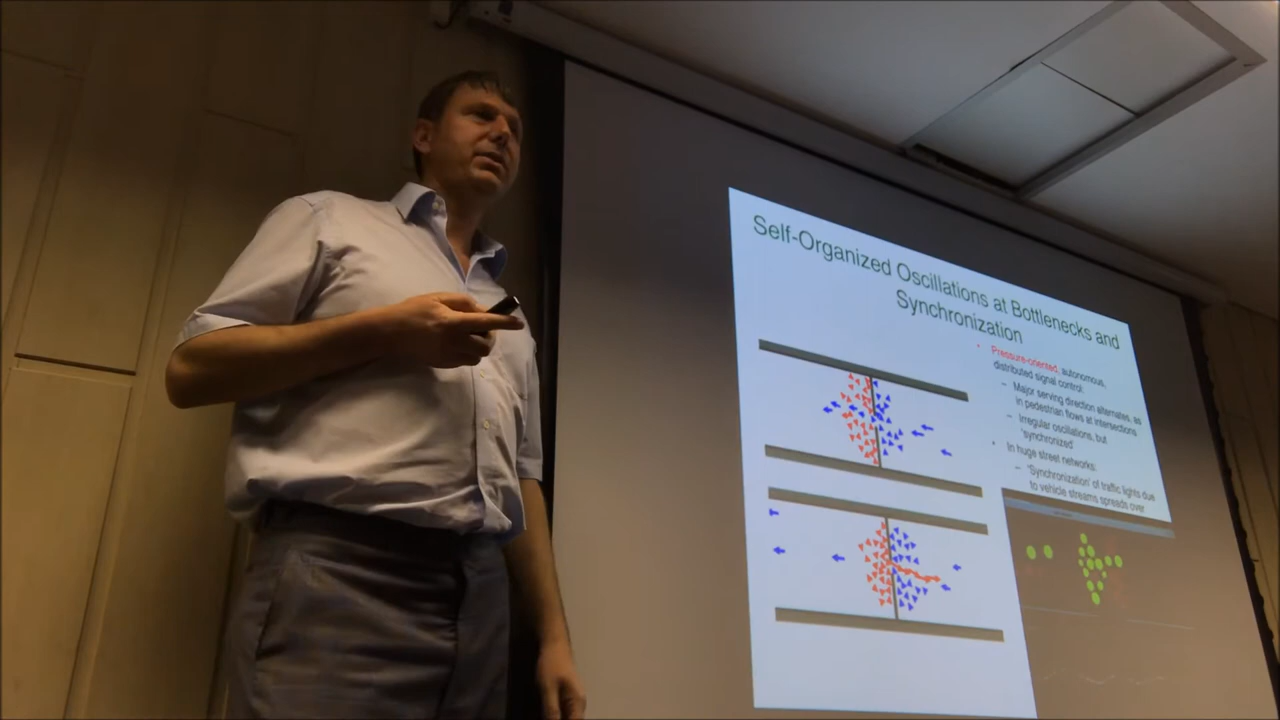 Self-Organized Oscillations at Bottlenecks and
Synchronization
• Pressure-oriented, autonomous,
distributed signal control:
– Major serving direction alternates, as
in pedestrian flows at intersections
– Irregular oscillations, but
'synchronized'
• In huge street networks:
– 'Synchronization' of traffic lights due
to vehicle streams spreads over